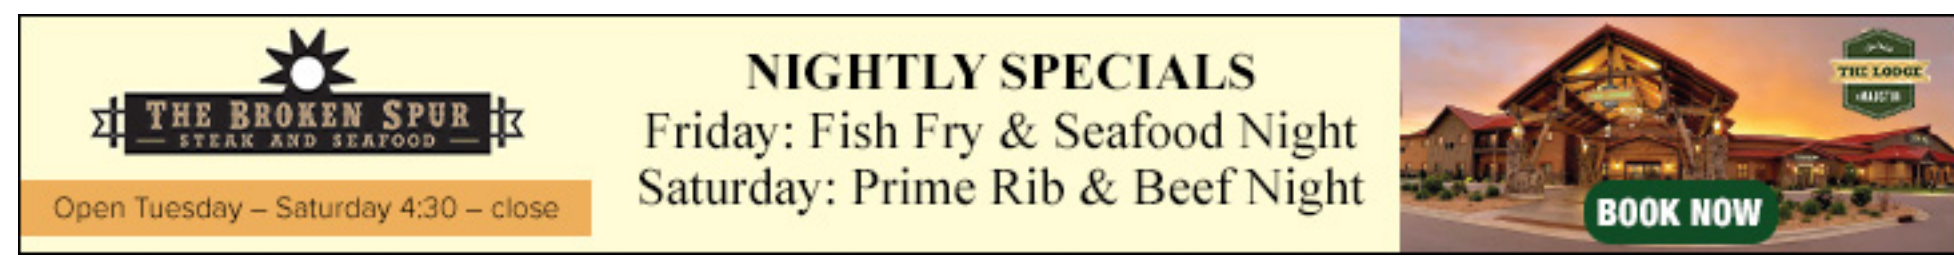 THE BROKEN SPUR
STEAK AND SEAFOOD
Open Tuesday – Saturday 4:30 – close
NIGHTLY SPECIALS
Friday: Fish Fry & Seafood Night
Saturday: Prime Rib & Beef Night
THE LODGE
BOOK NOW